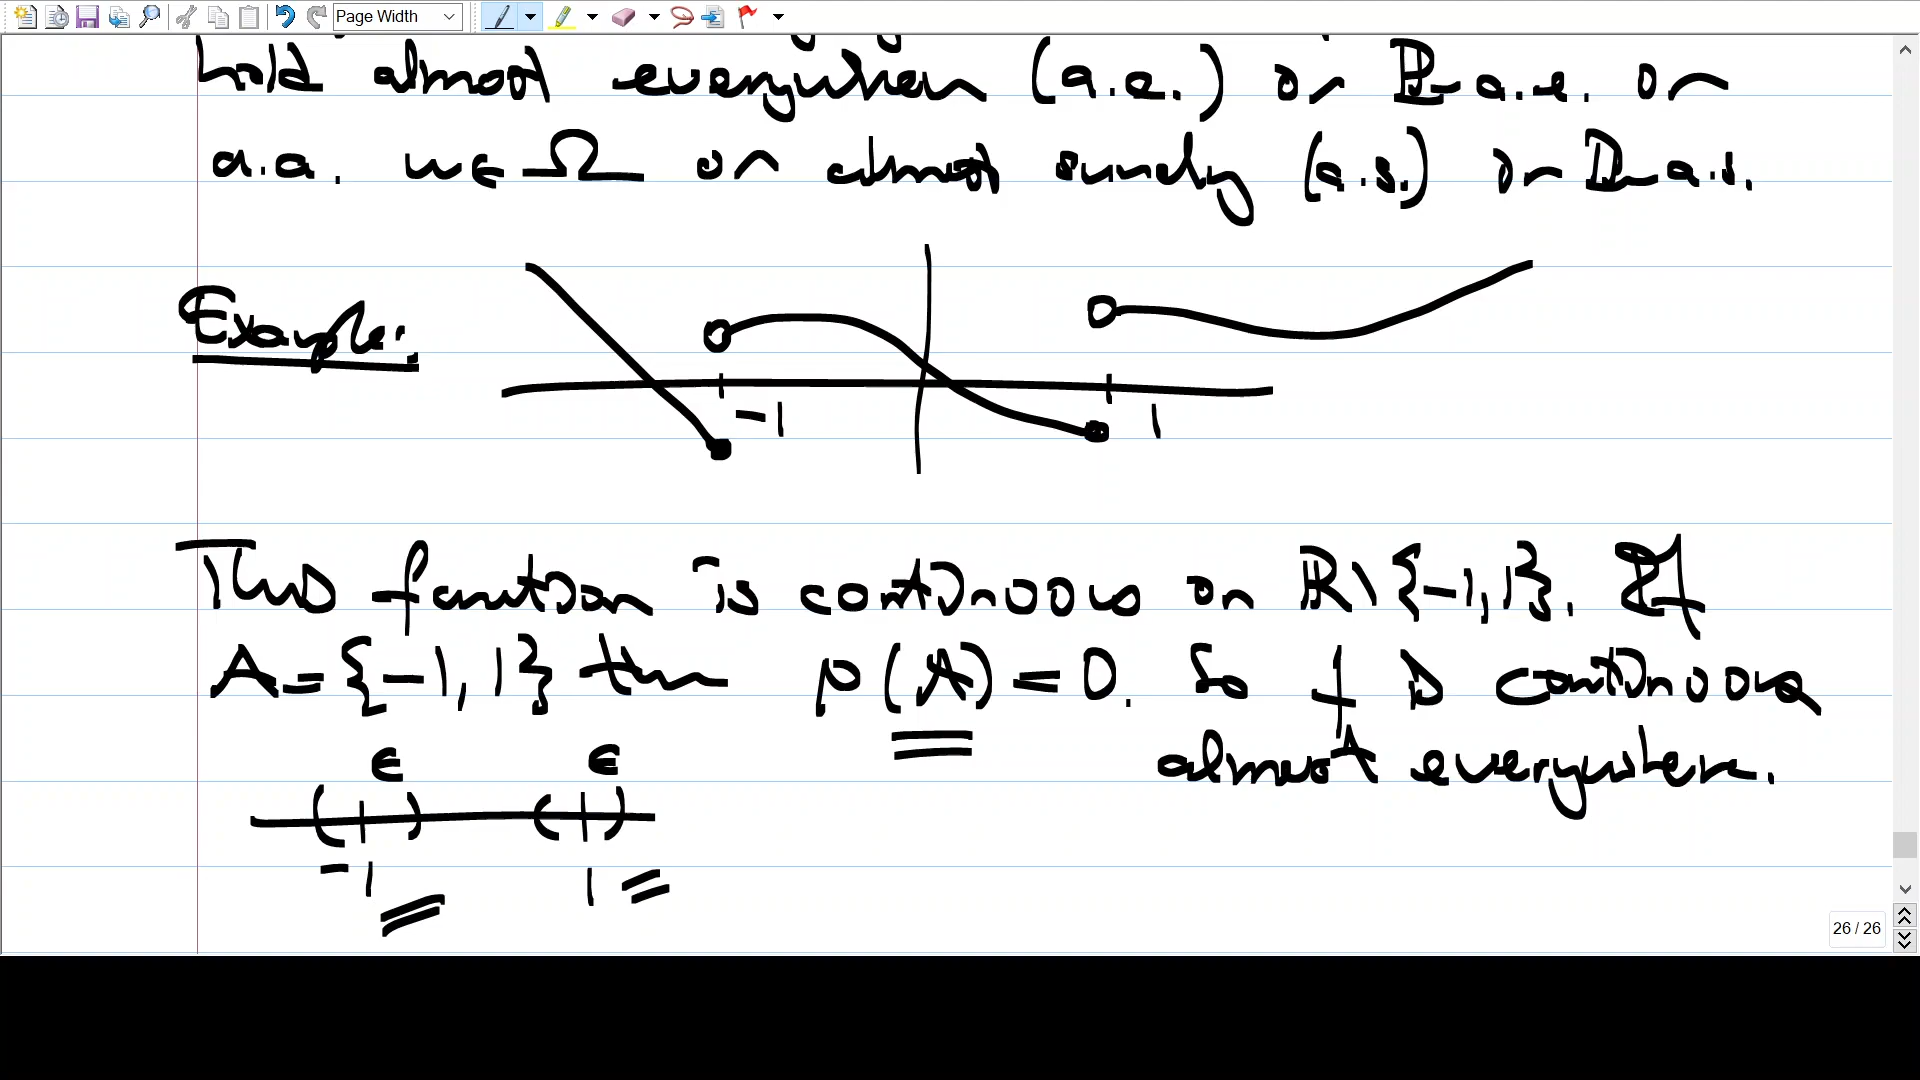 Page Width
hold almost everywhere (a.e.) or P-a.e. or
a.a. ω∈Ω or almost surely (a.s.) or P-a.s.
Example:
-1 1
This function is continuous on ℝ\{-1,1}. If
A={-1,1} then μ(A)=0. So f is continuous
almost everywhere.
ϵ ϵ
-1 1
26 / 26